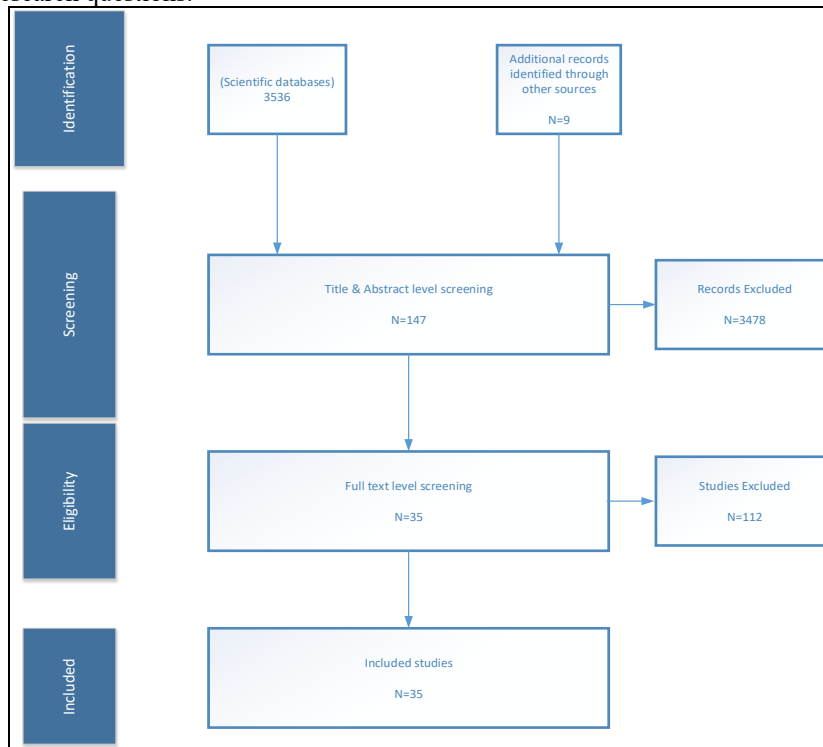 Identification
(Scientific databases)
3536
Additional records
identified through
other sources
N=9
Screening
Title & Abstract level screening
N=147
Records Excluded
N=3478
Eligibility
Full text level screening
N=35
Studies Excluded
N=112
Included
Included studies
N=35